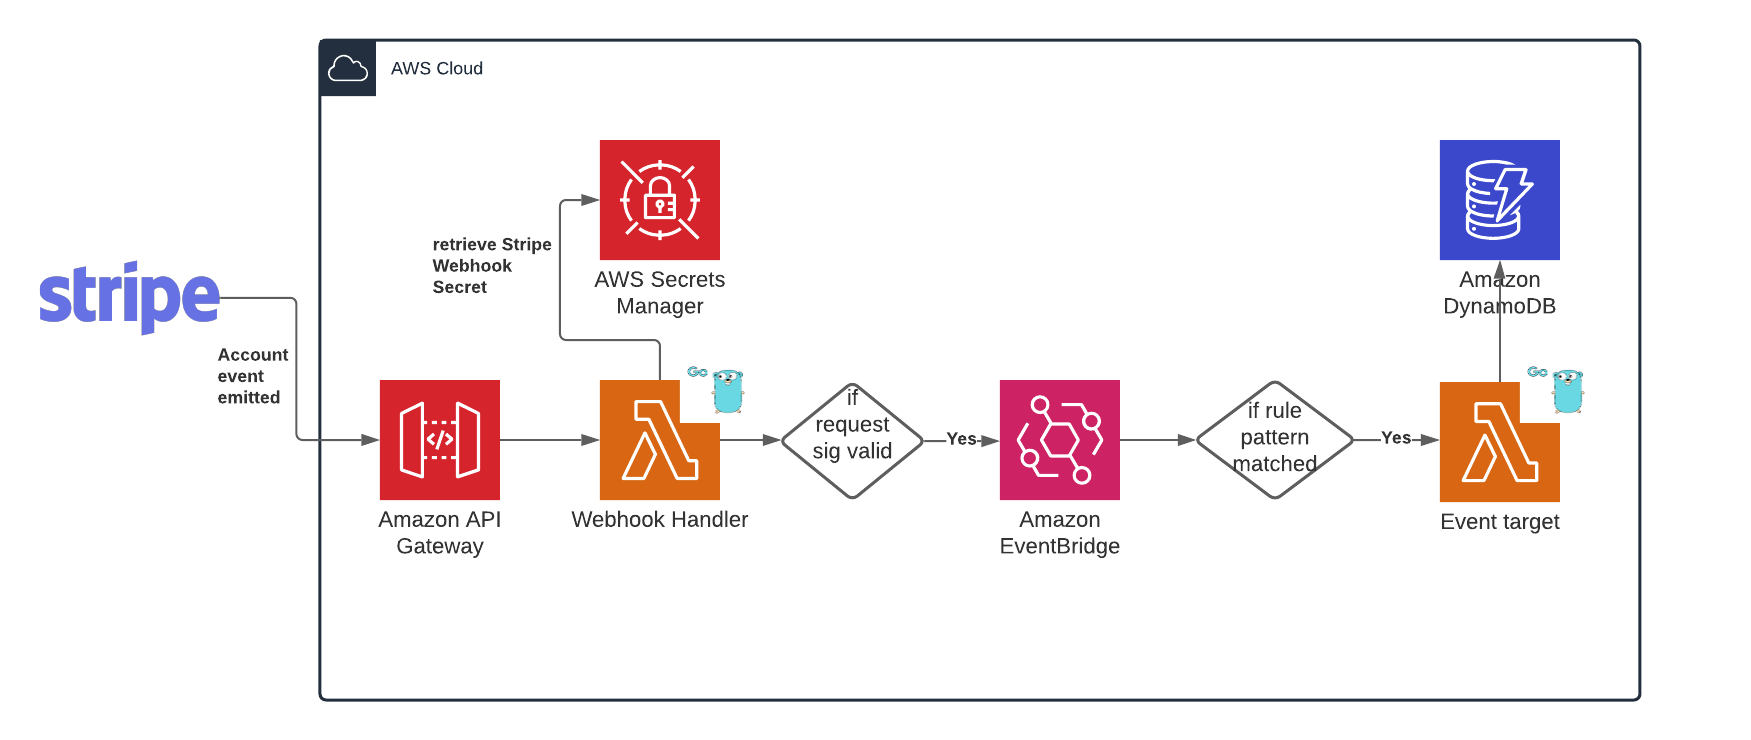 AWS Cloud
retrieve Stripe
Webhook
Secret
AWS Secrets
Manager
Amazon
DynamoDB
stripe
Account
event
emitted
GO
GO
</>
if
request
sig valid
Yes
if rule
pattern
matched
Yes
Amazon API
Gateway
Webhook Handler
Amazon
EventBridge
Event target